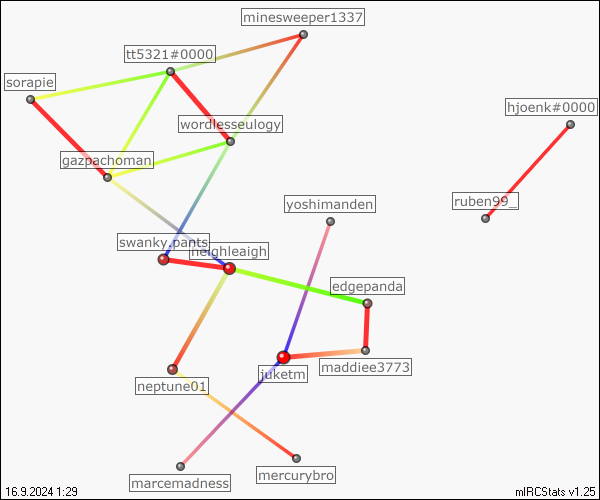 minesweeper1337
tt5321#0000
sorapie
hjoenk#0000
wordlesseulogy
gazpachoman
ruben99_
yoshimanden
swanky.pants
neighleaigh
edgepanda
maddiee3773
juketm
neptune01
mercurybro
marcemadness
16.9.2024 1:29
mIRCStats v1.25